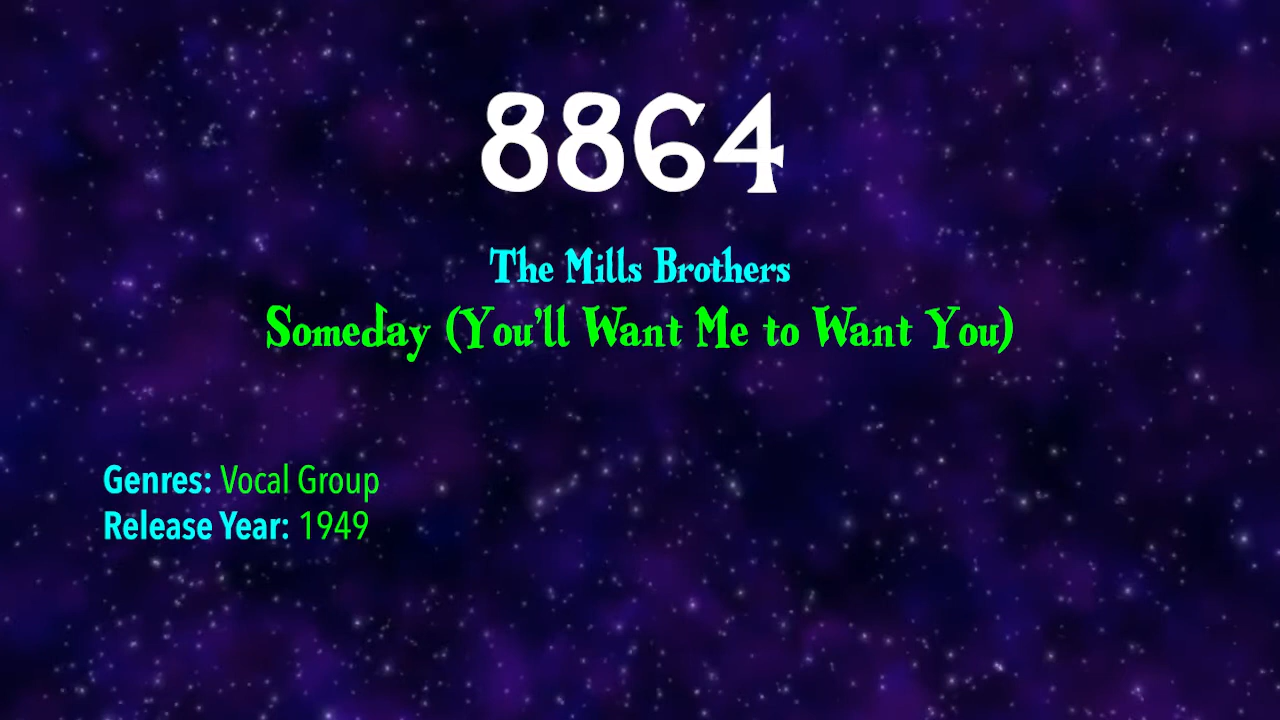 8864
The Mills Brothers
Someday (You'll Want Me to Want You)
Genres: Vocal Group
Release Year: 1949